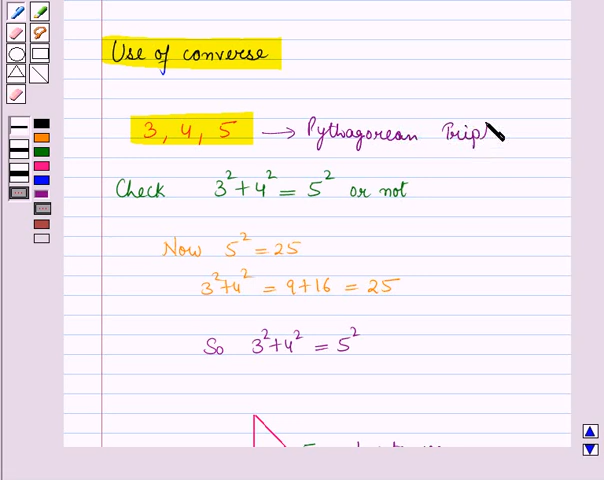 Use of converse
3, 4, 5 → Pythagorean Tripl
Check 3²+4² = 5² or not
Now 5² = 25
3²+4² = 9+16 = 25
So 3²+4² = 5²